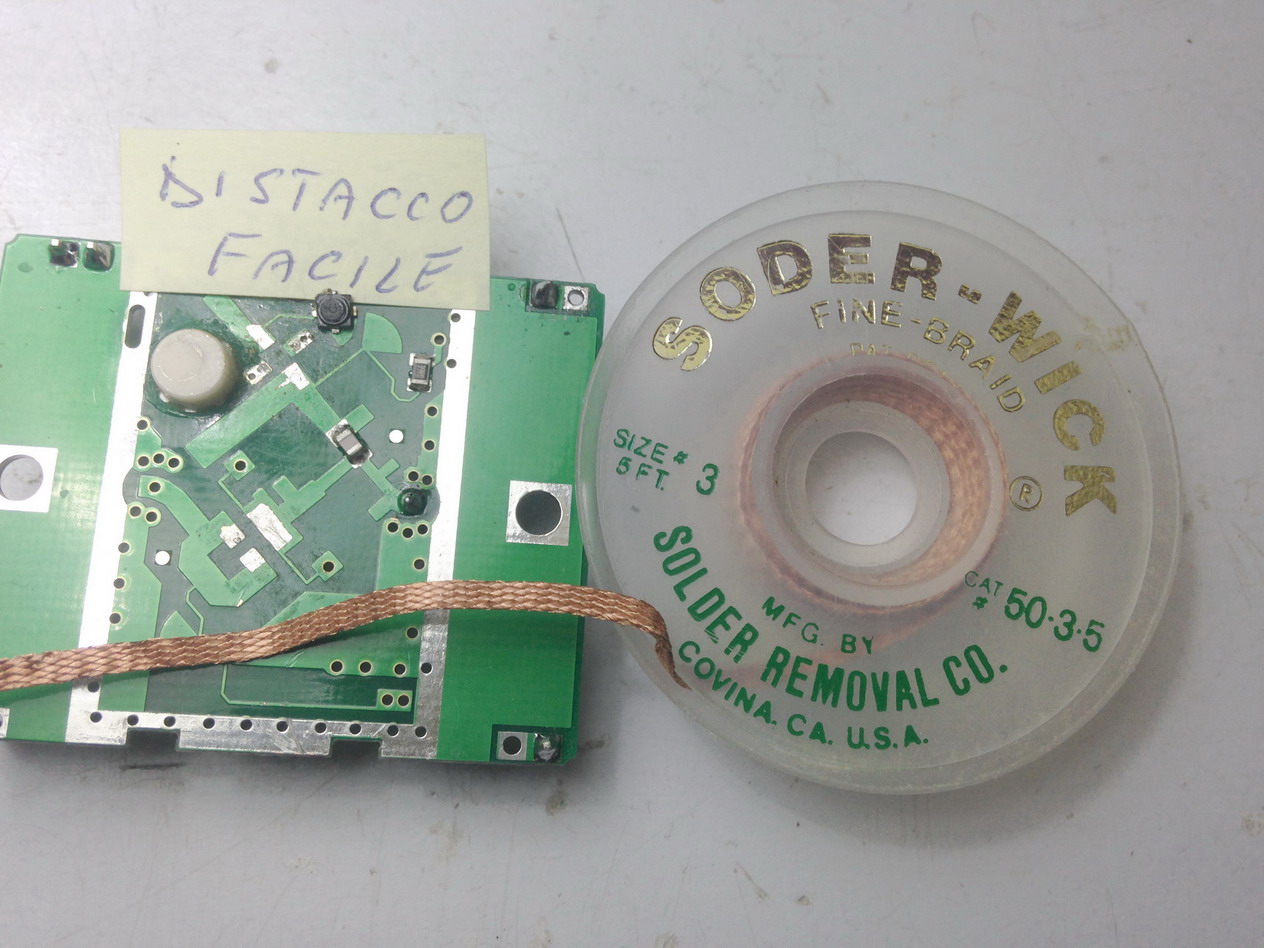 DISTACCO
FACILE
SODER-WICK
FINE-BRAID
PAT.
SIZE # 3
5 FT.
®
CAT # 50-3-5
MFG. BY
SOLDER REMOVAL CO.
COVINA. CA. U.S.A.